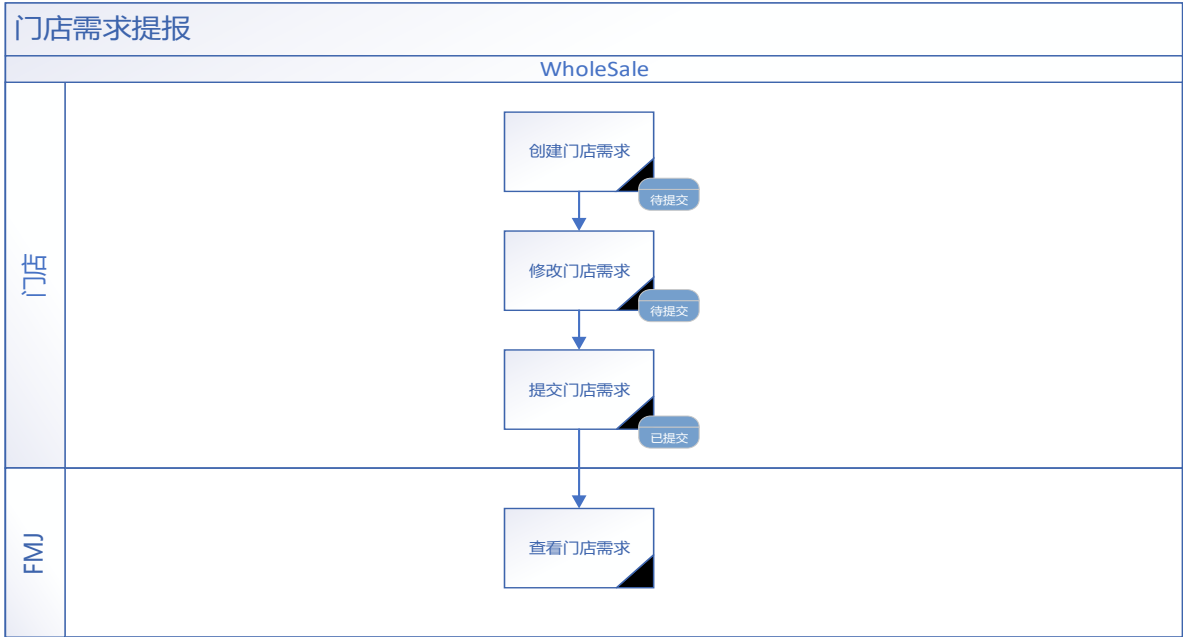 门店需求提报
WholeSale
门店
创建门店需求
待提交
修改门店需求
待提交
提交门店需求
已提交
FMJ
查看门店需求